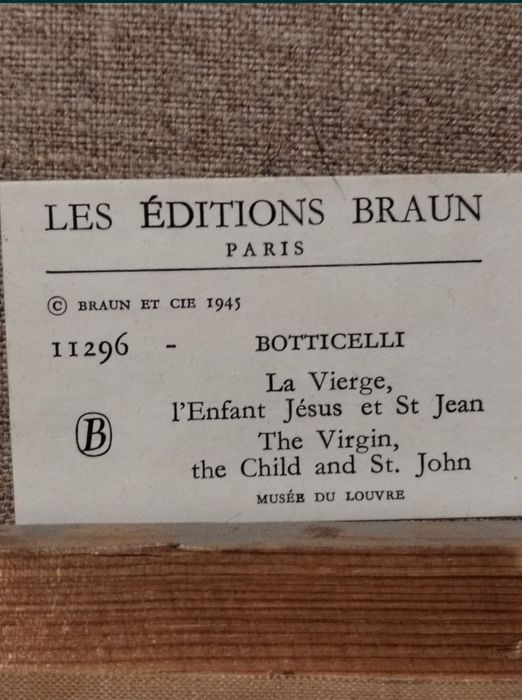 LES ÉDITIONS BRAUN
PARIS
© BRAUN ET CIE 1945
11296 - BOTTICELLI
La Vierge,
l'Enfant Jésus et St Jean
B
The Virgin,
the Child and St. John
MUSÉE DU LOUVRE